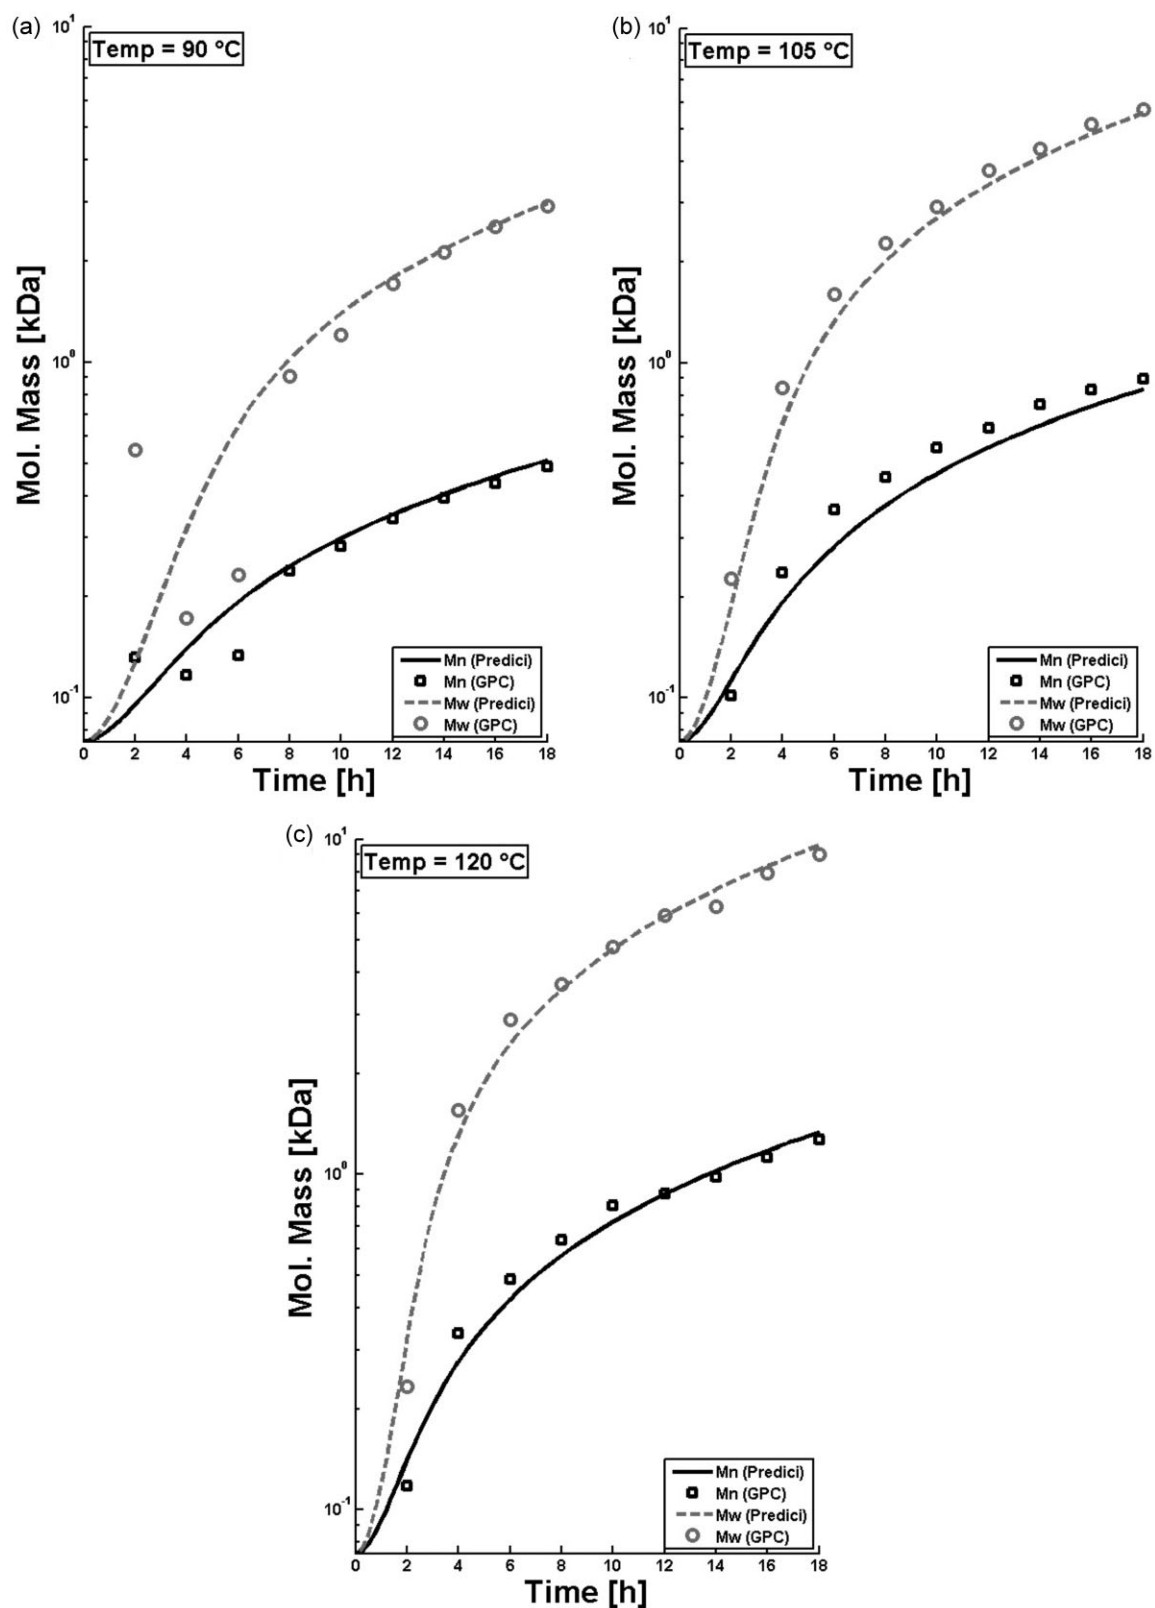 (a)
Temp = 90 °C
10¹
10⁰
10⁻¹
Mol. Mass [kDa]
0 2 4 6 8 10 12 14 16 18
Time [h]
Mn (Predici)
Mn (GPC)
Mw (Predici)
Mw (GPC)
(b)
Temp = 105 °C
10¹
10⁰
10⁻¹
Mol. Mass [kDa]
0 2 4 6 8 10 12 14 16 18
Time [h]
Mn (Predici)
Mn (GPC)
Mw (Predici)
Mw (GPC)
(c)
Temp = 120 °C
10¹
10⁰
10⁻¹
Mol. Mass [kDa]
0 2 4 6 8 10 12 14 16 18
Time [h]
Mn (Predici)
Mn (GPC)
Mw (Predici)
Mw (GPC)